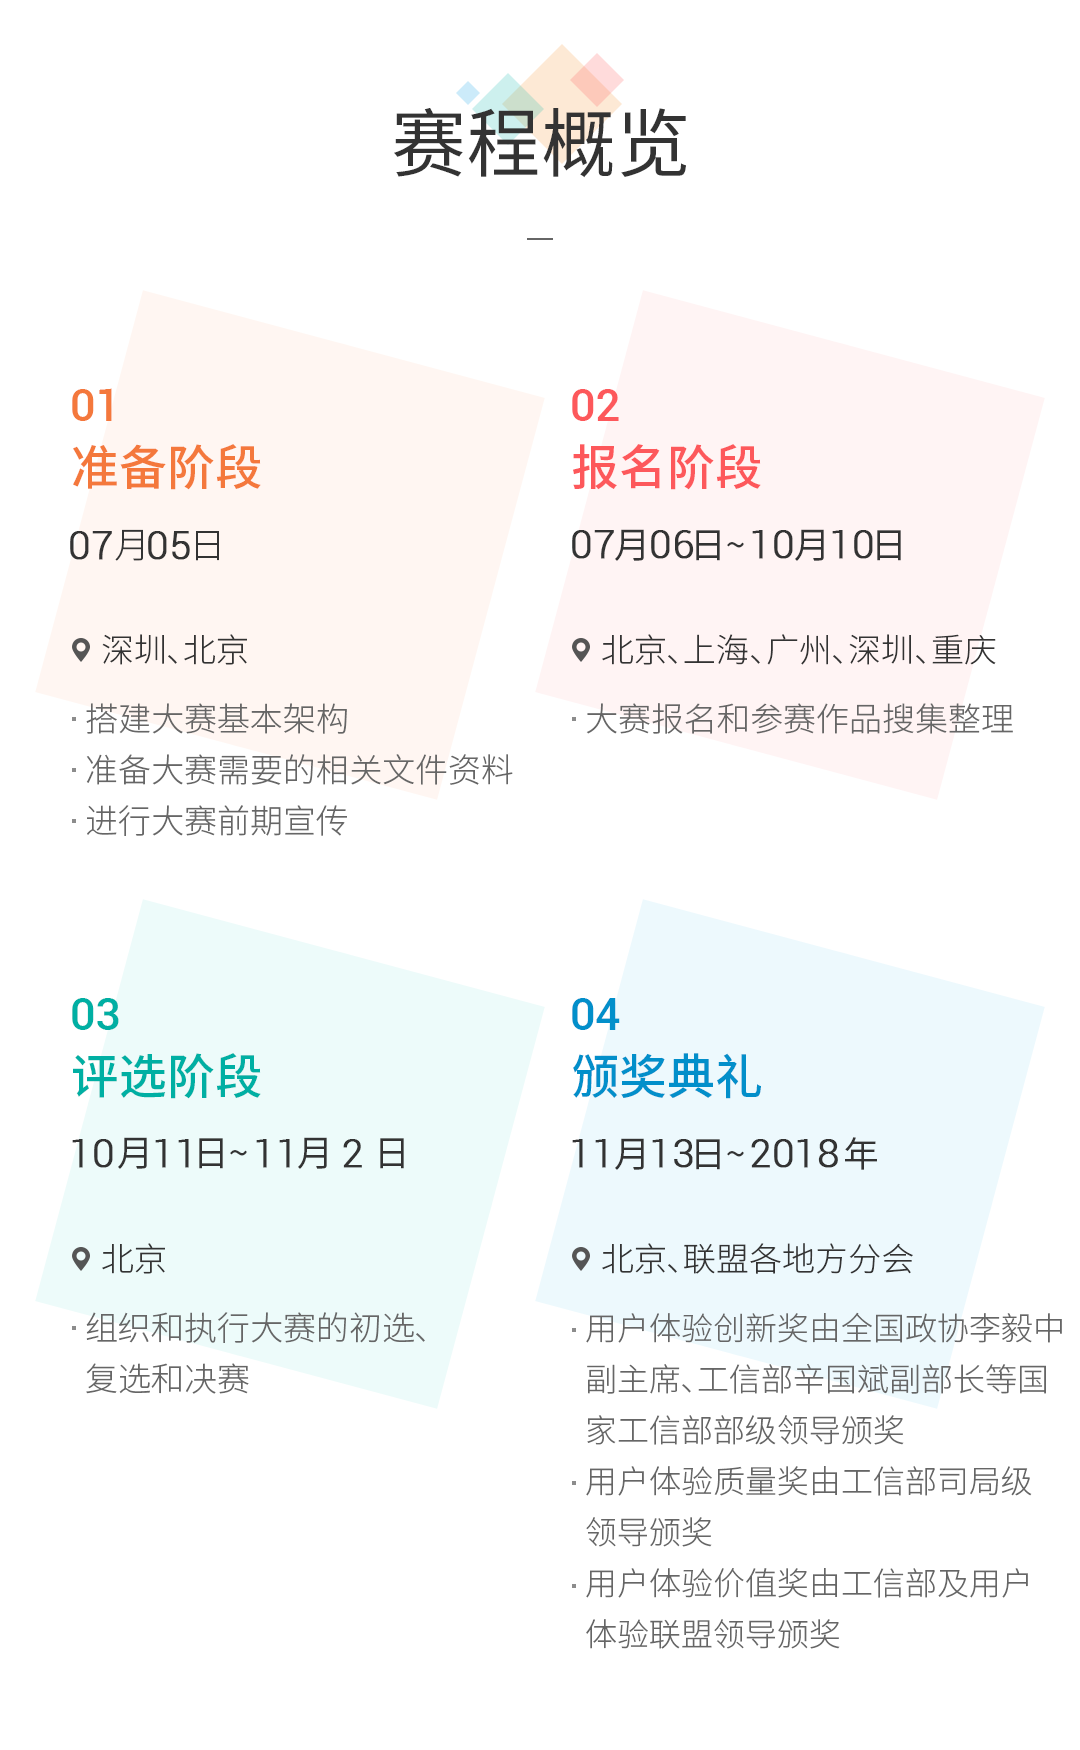 赛程概览
01
准备阶段
07月05日
深圳、北京
· 搭建大赛基本架构
· 准备大赛需要的相关文件资料
· 进行大赛前期宣传
02
报名阶段
07月06日~10月10日
北京、上海、广州、深圳、重庆
· 大赛报名和参赛作品搜集整理
03
评选阶段
10月11日~11月 2 日
北京
· 组织和执行大赛的初选、
复选和决赛
04
颁奖典礼
11月13日~2018年
北京、联盟各地方分会
· 用户体验创新奖由全国政协李毅中
副主席、工信部辛国斌副部长等国
家工信部部级领导颁奖
· 用户体验质量奖由工信部司局级
领导颁奖
· 用户体验价值奖由工信部及用户
体验联盟领导颁奖